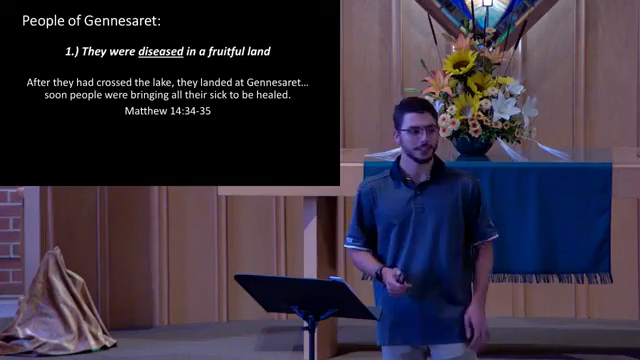 People of Gennesaret:
1.) They were diseased in a fruitful land
After they had crossed the lake, they landed at Gennesaret…
soon people were bringing all their sick to be healed.
Matthew 14:34-35